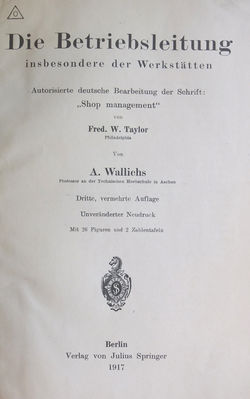 Die Betriebsleitung
insbesondere der Werkstätten
Autorisierte deutsche Bearbeitung der Schrift:
„Shop management“
von
Fred. W. Taylor
Philadelphia
Von
A. Wallichs
Professor an der Technischen Hochschule in Aachen
Dritte, vermehrte Auflage
Unveränderter Neudruck
Mit 26 Figuren und 2 Zahlentafeln
Berlin
Verlag von Julius Springer
1917